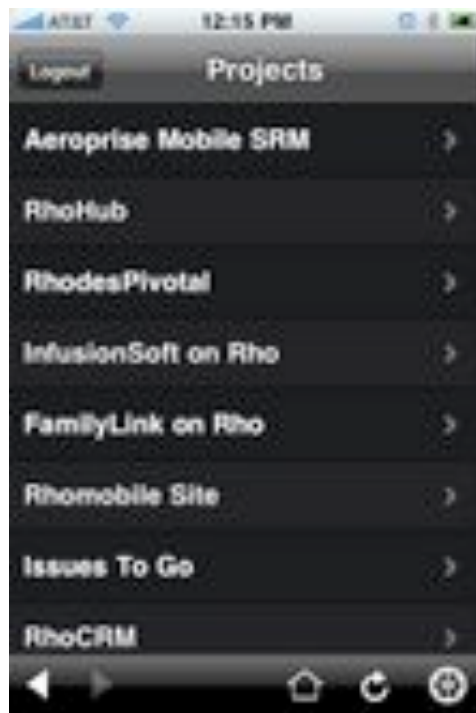 AT&T 12:15 PM
Logout Projects
Aeroprise Mobile SRM
RhoHub
RhodesPivotal
InfusionSoft on Rho
FamilyLink on Rho
Rhomobile Site
Issues To Go
RhoCRM